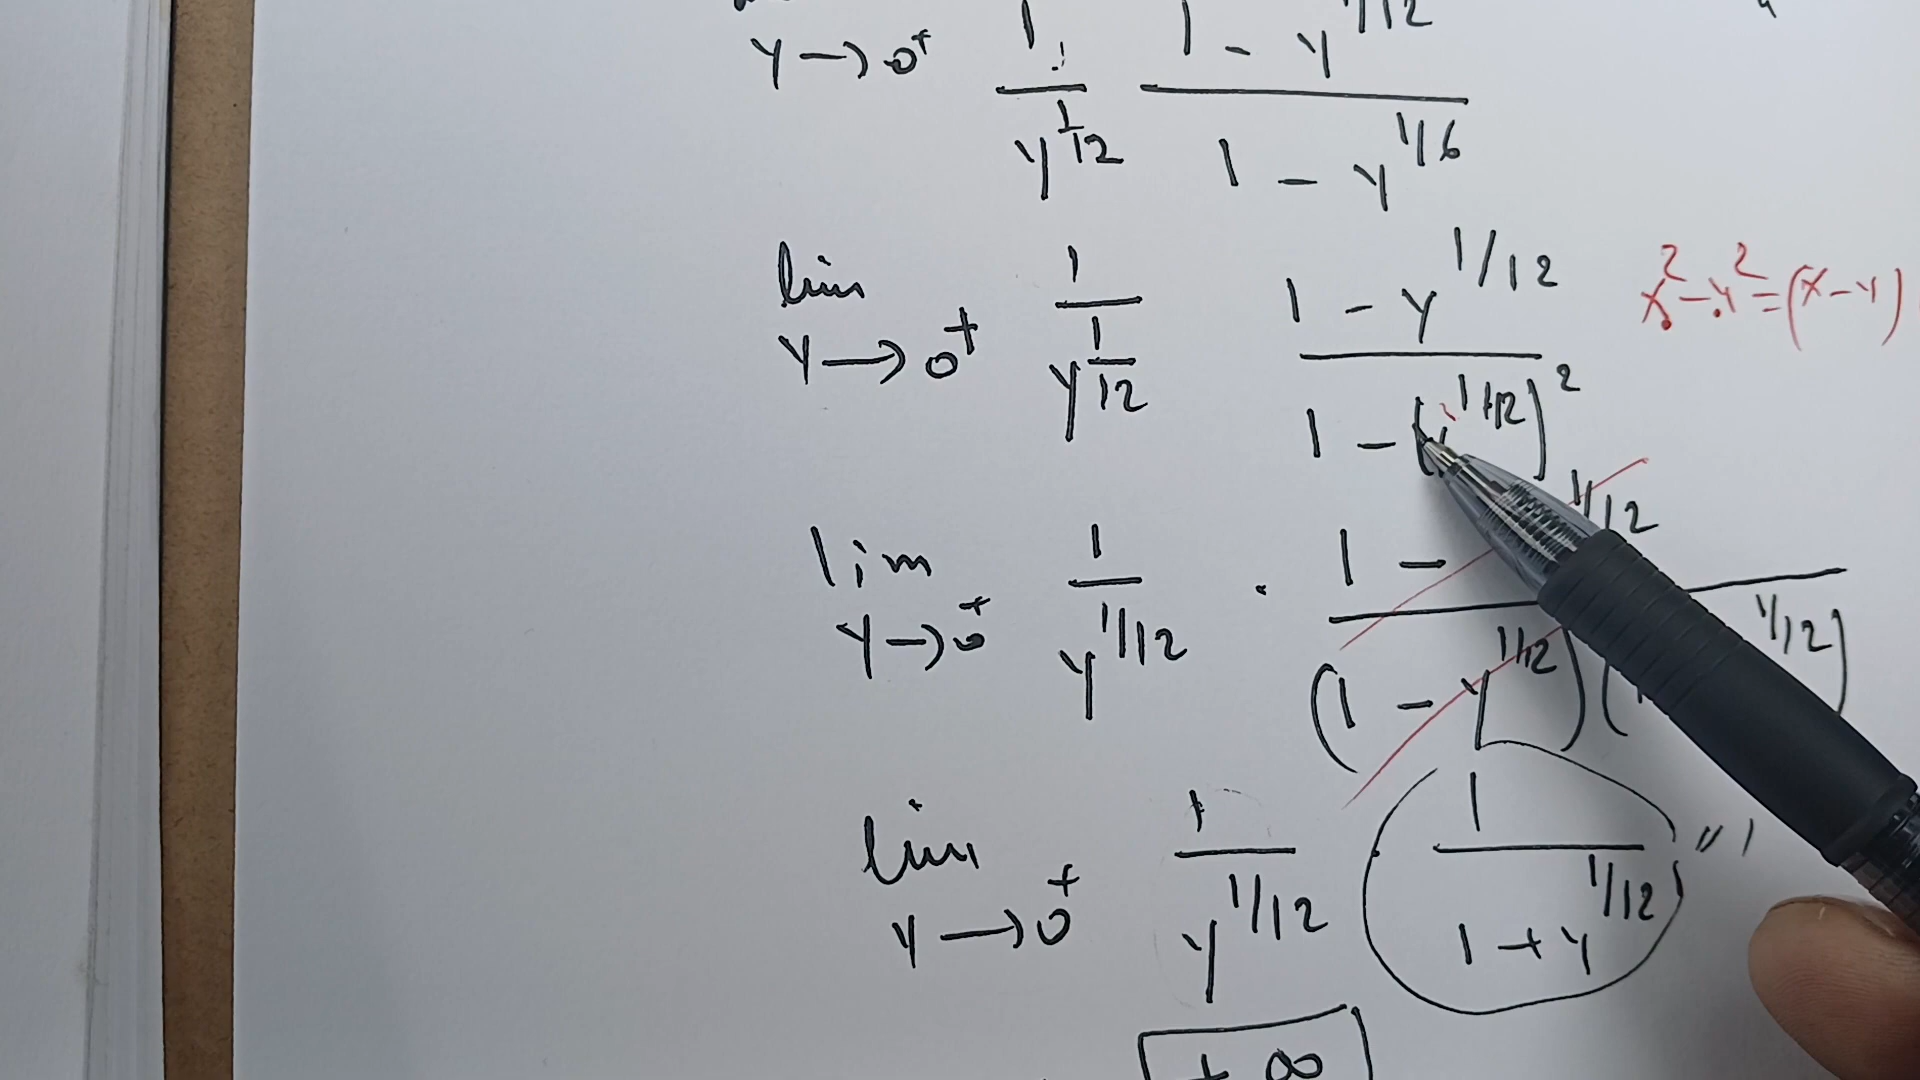 y → 0⁺ 1/y^(1/12) (1 - y^(1/12))/(1 - y^(1/6))
lim y → 0⁺ 1/y^(1/12) (1 - y^(1/12))/(1 - (y^(1/12))²)
x² - y² = (x - y)
lim y → 0⁺ 1/y^(1/12) · (1 - y^(1/12))/((1 - y^(1/12))( ^(1/12)))
lim y → 0⁺ 1/y^(1/12) · 1/(1 + y^(1/12)) " 1
+ ∞